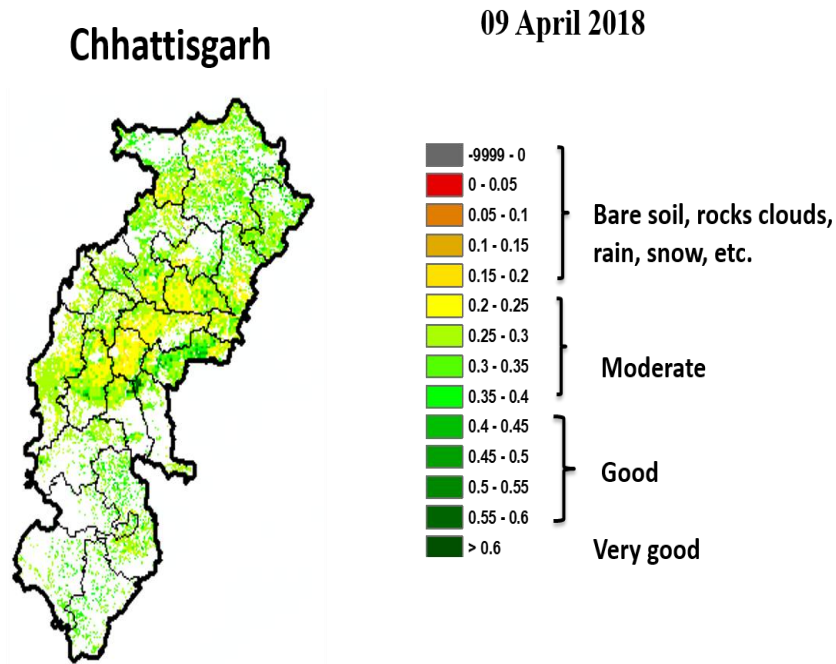 Chhattisgarh
09 April 2018
-9999 - 0
0 - 0.05
0.05 - 0.1
0.1 - 0.15
0.15 - 0.2
Bare soil, rocks clouds,
rain, snow, etc.
0.2 - 0.25
0.25 - 0.3
0.3 - 0.35
0.35 - 0.4
Moderate
0.4 - 0.45
0.45 - 0.5
0.5 - 0.55
0.55 - 0.6
Good
> 0.6
Very good